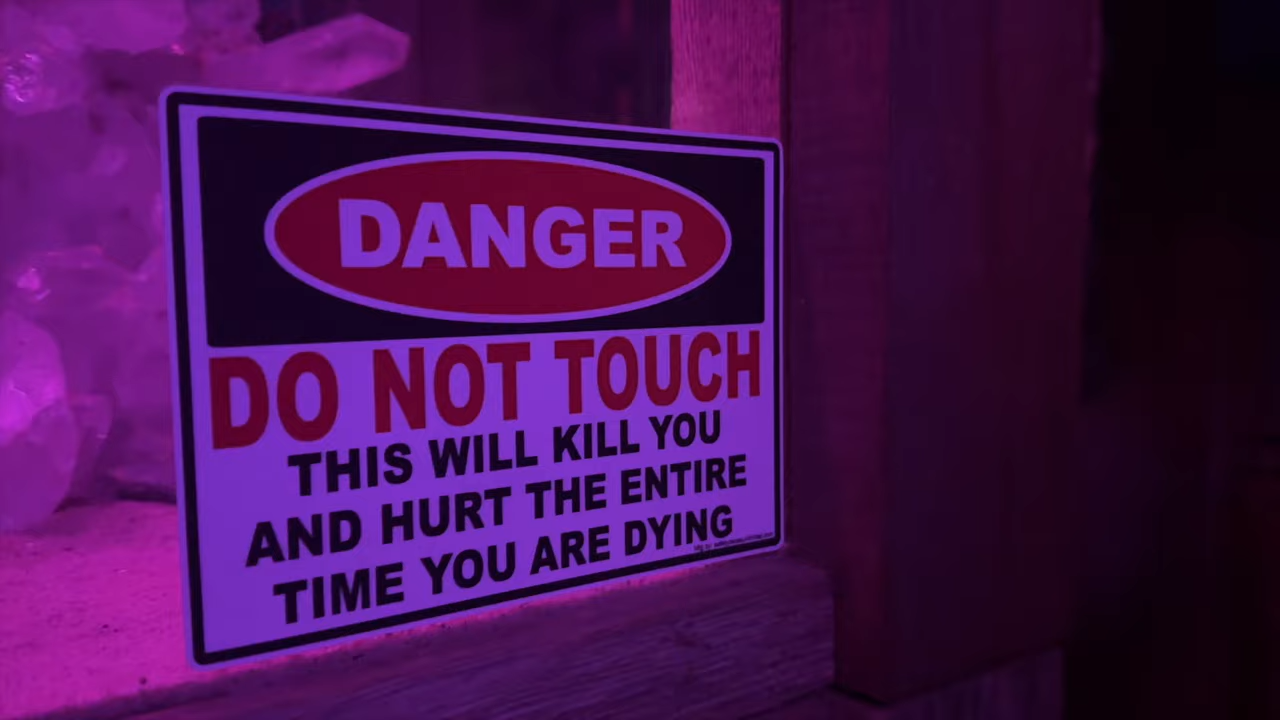 DANGER
DO NOT TOUCH
THIS WILL KILL YOU
AND HURT THE ENTIRE
TIME YOU ARE DYING